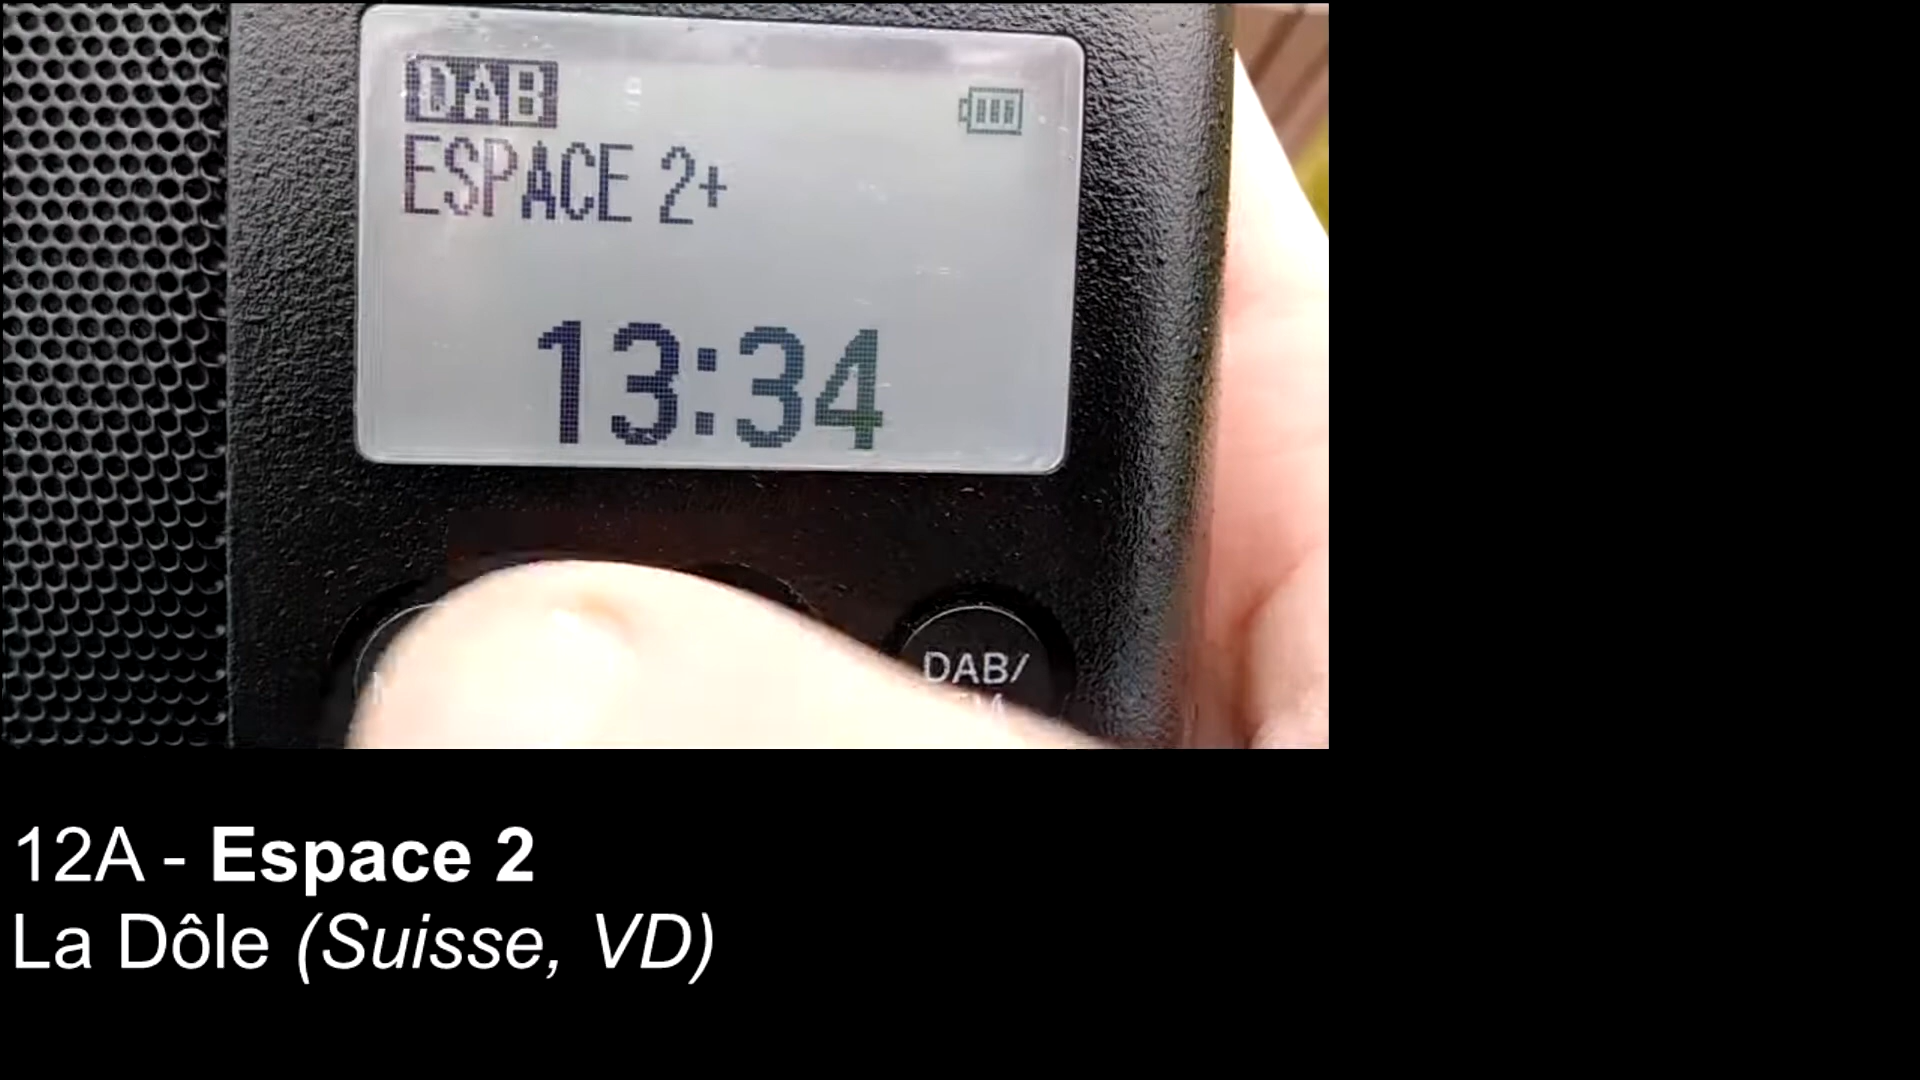 DAB
ESPACE 2+
13:34
DAB/
12A - Espace 2
La Dôle (Suisse, VD)